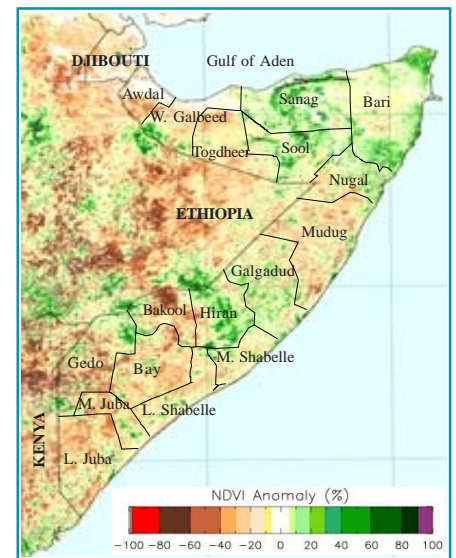 Gulf of Aden
DJIBOUTI
Awdal
Sanag
Bari
W. Galbeed
Togdheer
Sool
Nugal
ETHIOPIA
Mudug
Galgadud
Bakool
Hiran
M. Shabelle
Gedo
Bay
M. Juba
L. Shabelle
KENYA
L. Juba
NDVI Anomaly (%)
-100 -80 -60 -40 -20 0 20 40 60 80 100